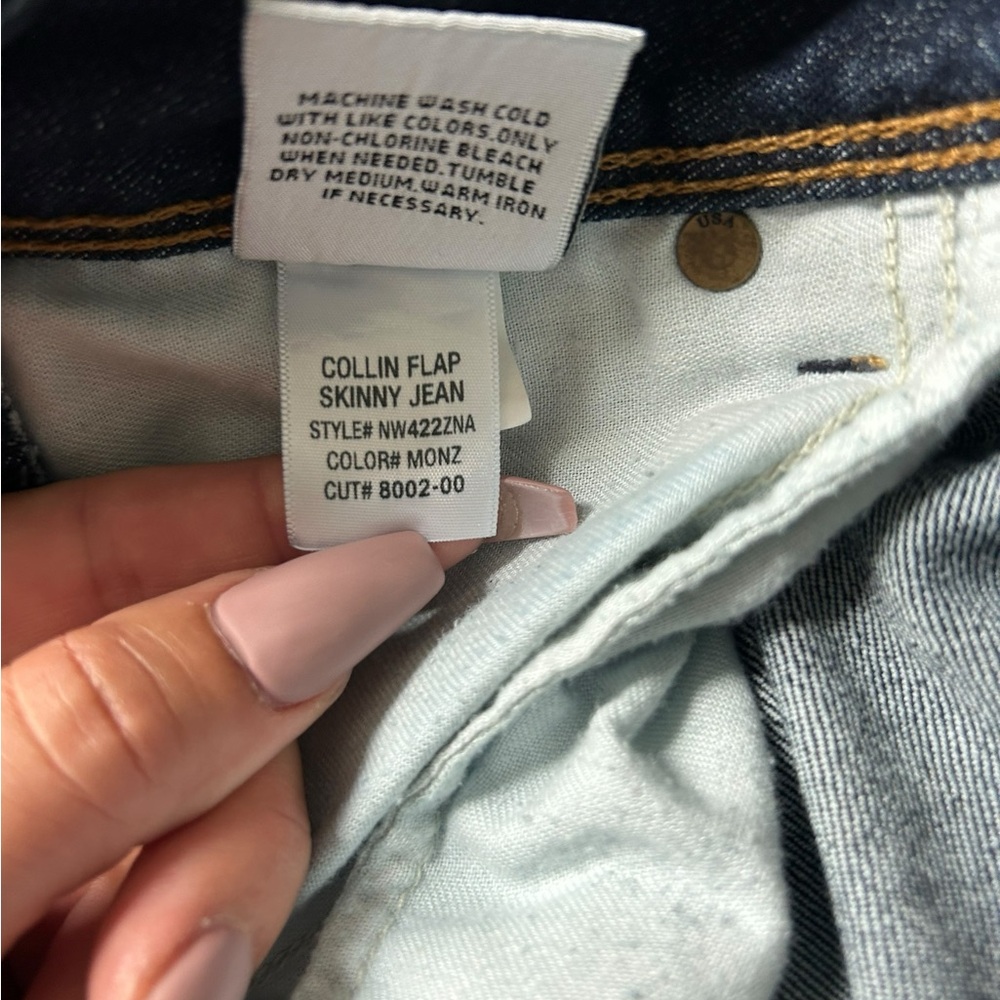 MACHINE WASH COLD
WITH LIKE COLORS.ONLY
NON-CHLORINE BLEACH
WHEN NEEDED.TUMBLE
DRY MEDIUM.WARM IRON
IF NECESSARY.
USA
COLLIN FLAP
SKINNY JEAN
STYLE# NW422ZNA
COLOR# MONZ
CUT# 8002-00